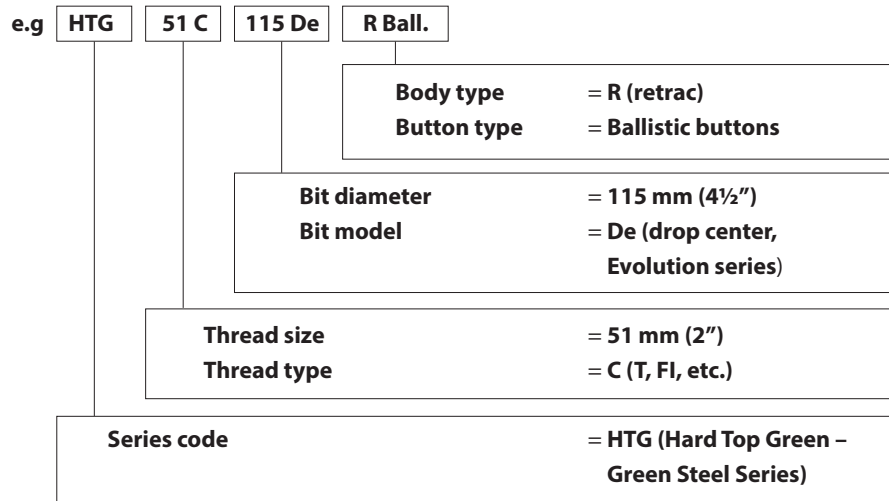 e.g HTG 51 C 115 De R Ball.
Body type = R (retrac)
Button type = Ballistic buttons
Bit diameter = 115 mm (4½”)
Bit model = De (drop center,
Evolution series)
Thread size = 51 mm (2”)
Thread type = C (T, FI, etc.)
Series code = HTG (Hard Top Green –
Green Steel Series)